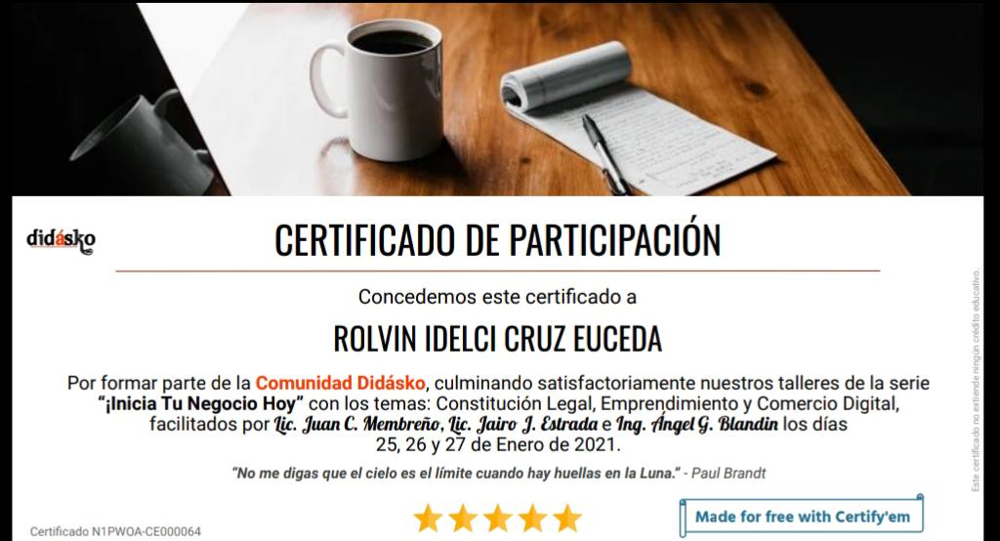 didásko
CERTIFICADO DE PARTICIPACIÓN
Concedemos este certificado a
ROLVIN IDELCI CRUZ EUCEDA
Por formar parte de la Comunidad Didásko, culminando satisfactoriamente nuestros talleres de la serie
“¡Inicia Tu Negocio Hoy” con los temas: Constitución Legal, Emprendimiento y Comercio Digital,
facilitados por Lic. Juan C. Membreño, Lic. Jairo J. Estrada e Ing. Ángel G. Blandin los días
25, 26 y 27 de Enero de 2021.
“No me digas que el cielo es el límite cuando hay huellas en la Luna.” - Paul Brandt
Made for free with Certify'em
Certificado N1PWOA-CE000064
Este certificado no extiende ningún crédito educativo.